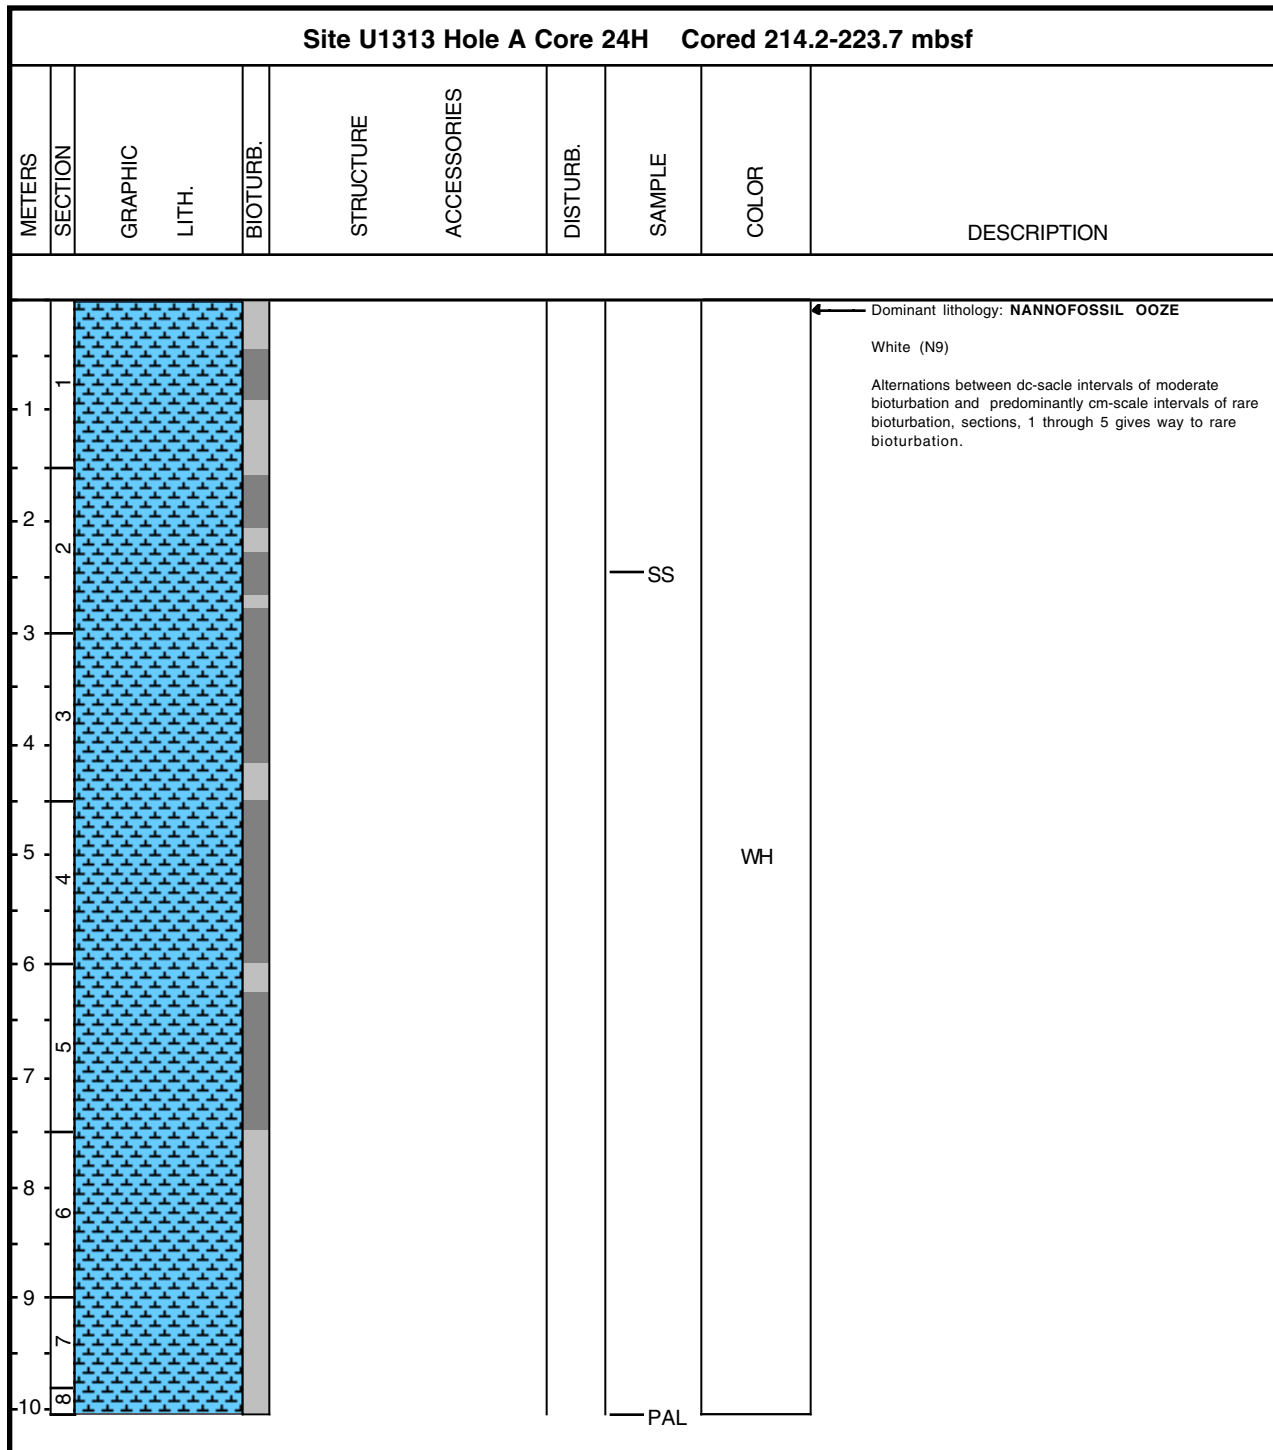 Site U1313 Hole A Core 24H Cored 214.2-223.7 mbsf
METERS
SECTION
GRAPHIC
LITH.
BIOTURB.
STRUCTURE
ACCESSORIES
DISTURB.
SAMPLE
COLOR
DESCRIPTION
Dominant lithology: NANNOFOSSIL OOZE
White (N9)
Alternations between dc-sacle intervals of moderate
bioturbation and predominantly cm-scale intervals of rare
bioturbation, sections, 1 through 5 gives way to rare
bioturbation.
1
1
2
2
SS
3
3
4
5
WH
4
6
5
7
8
6
9
7
8
10
PAL